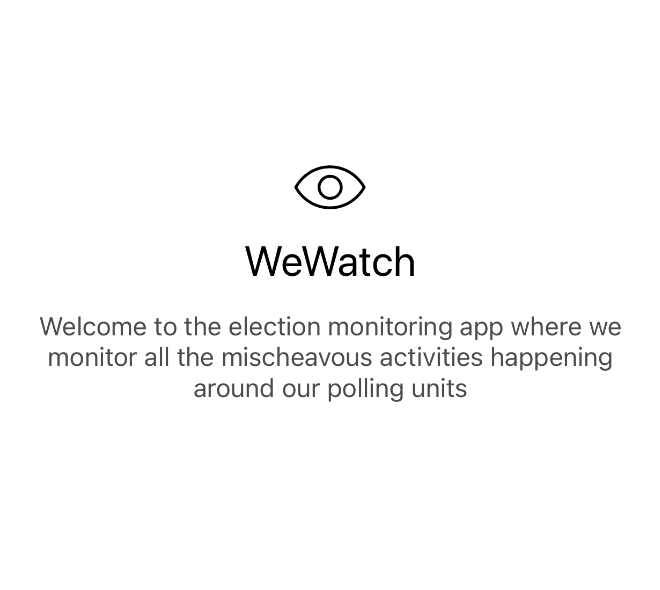 WeWatch
Welcome to the election monitoring app where we
monitor all the mischeavous activities happening
around our polling units